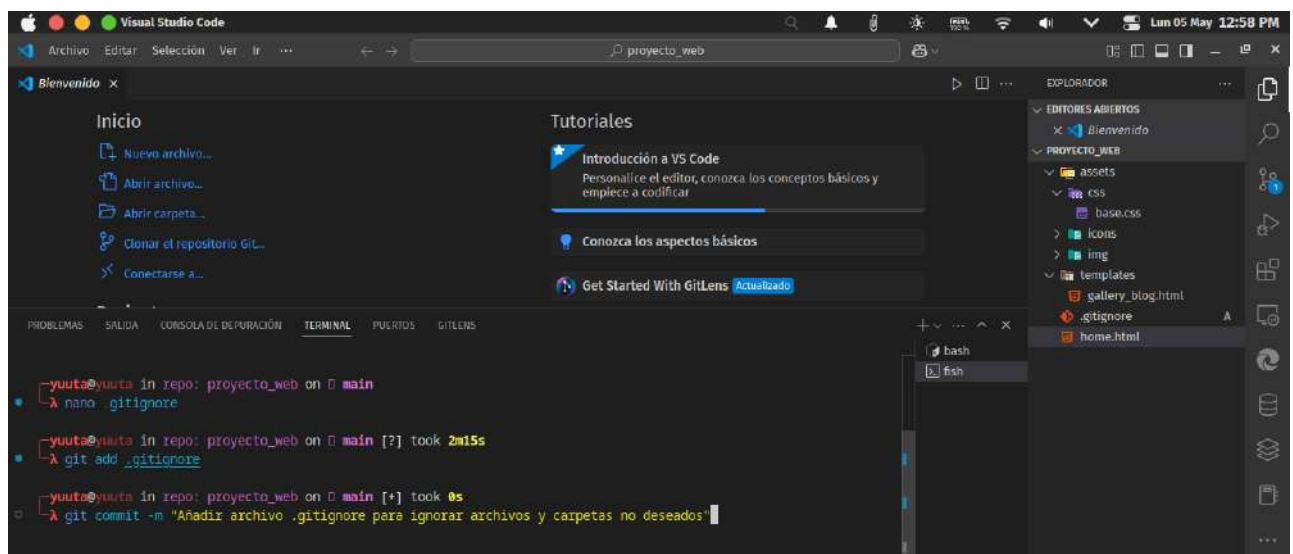 Visual Studio Code
Lun 05 May 12:58 PM
Archivo Editar Selección Ver Ir ...
proyecto_web
Bienvenido
EXPLORADOR
EDITORES ABIERTOS
Bienvenido
PROYECTO_WEB
assets
css
base.css
icons
img
templates
gallery_blog.html
.gitignore A
home.html
Inicio
Nuevo archivo...
Abrir archivo...
Abrir carpeta...
Clonar el repositorio Git...
Conectarse a...
Tutoriales
Introducción a VS Code
Personalice el editor, conozca los conceptos básicos y
empiece a codificar
Conozca los aspectos básicos
Get Started With GitLens Actualizado
PROBLEMAS SALIDA CONSOLA DE DEPURACIÓN TERMINAL PUERTOS GITLENS
bash
fish
yuuta@yuuta in repo: proyecto_web on main
λ nano .gitignore
yuuta@yuuta in repo: proyecto_web on main [?] took 2m15s
λ git add .gitignore
yuuta@yuuta in repo: proyecto_web on main [+] took 0s
λ git commit -m "Añadir archivo .gitignore para ignorar archivos y carpetas no deseados"